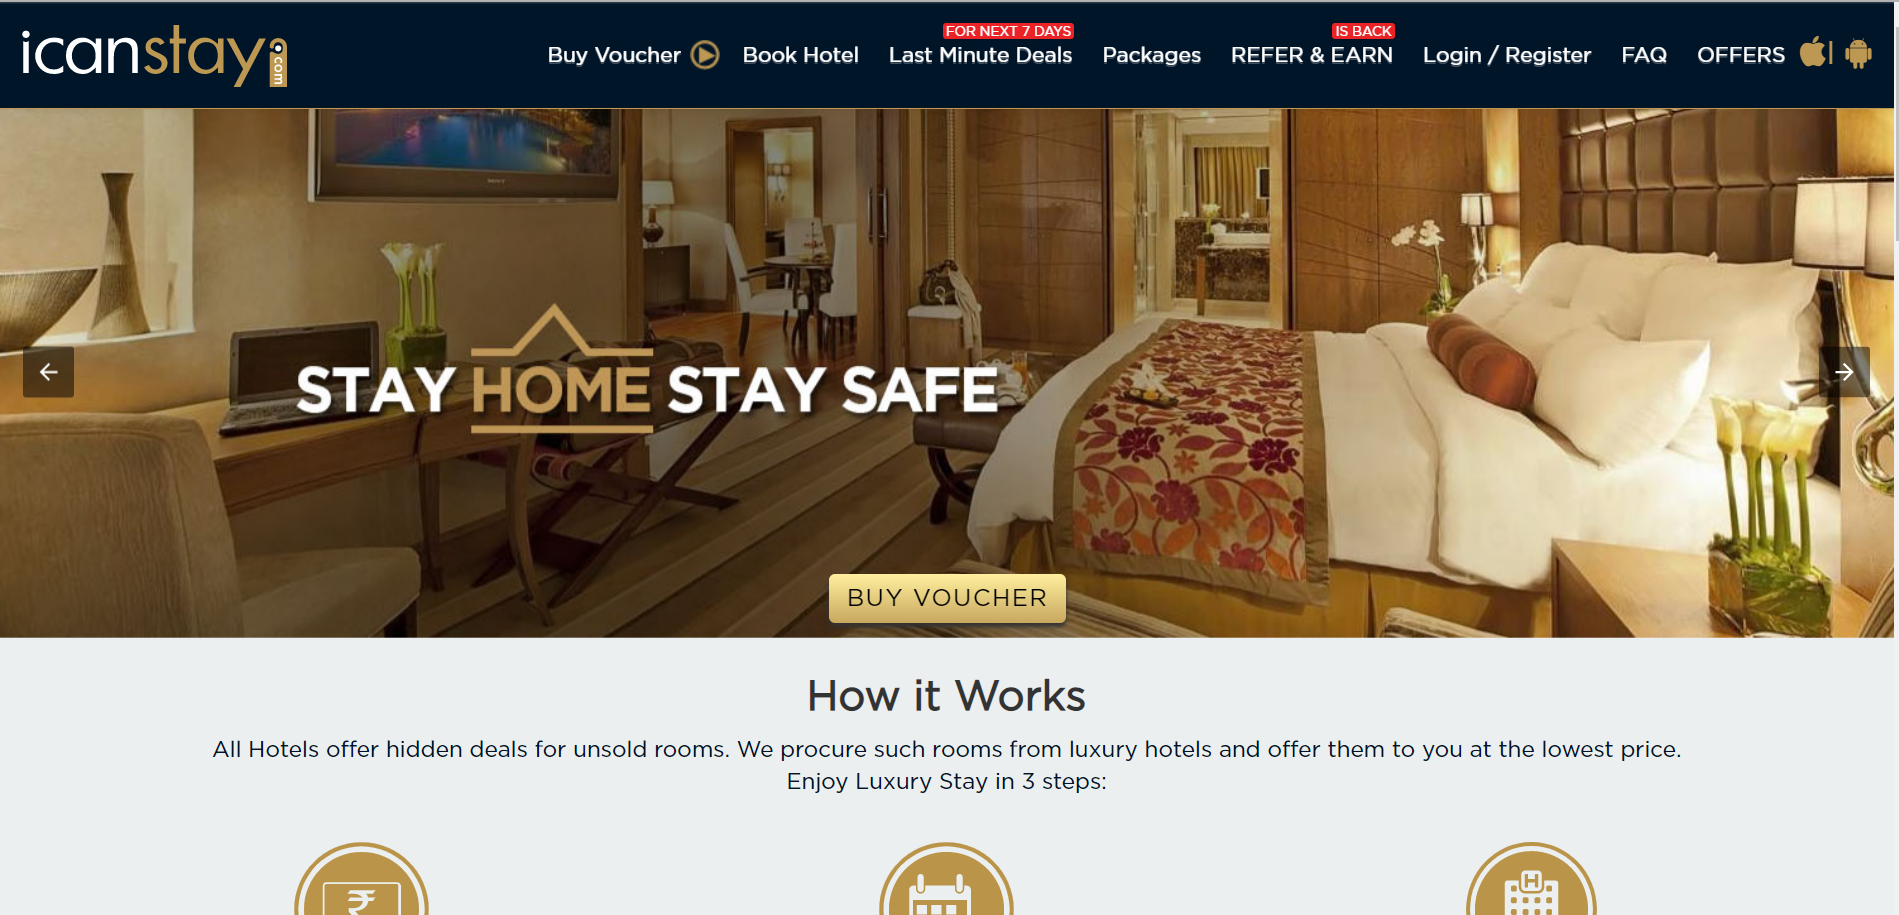 icanstay.com
FOR NEXT 7 DAYS
IS BACK
Buy Voucher Book Hotel Last Minute Deals Packages REFER & EARN Login / Register FAQ OFFERS
SONY
STAY HOME STAY SAFE
BUY VOUCHER
How it Works
All Hotels offer hidden deals for unsold rooms. We procure such rooms from luxury hotels and offer them to you at the lowest price.
Enjoy Luxury Stay in 3 steps:
₹
H